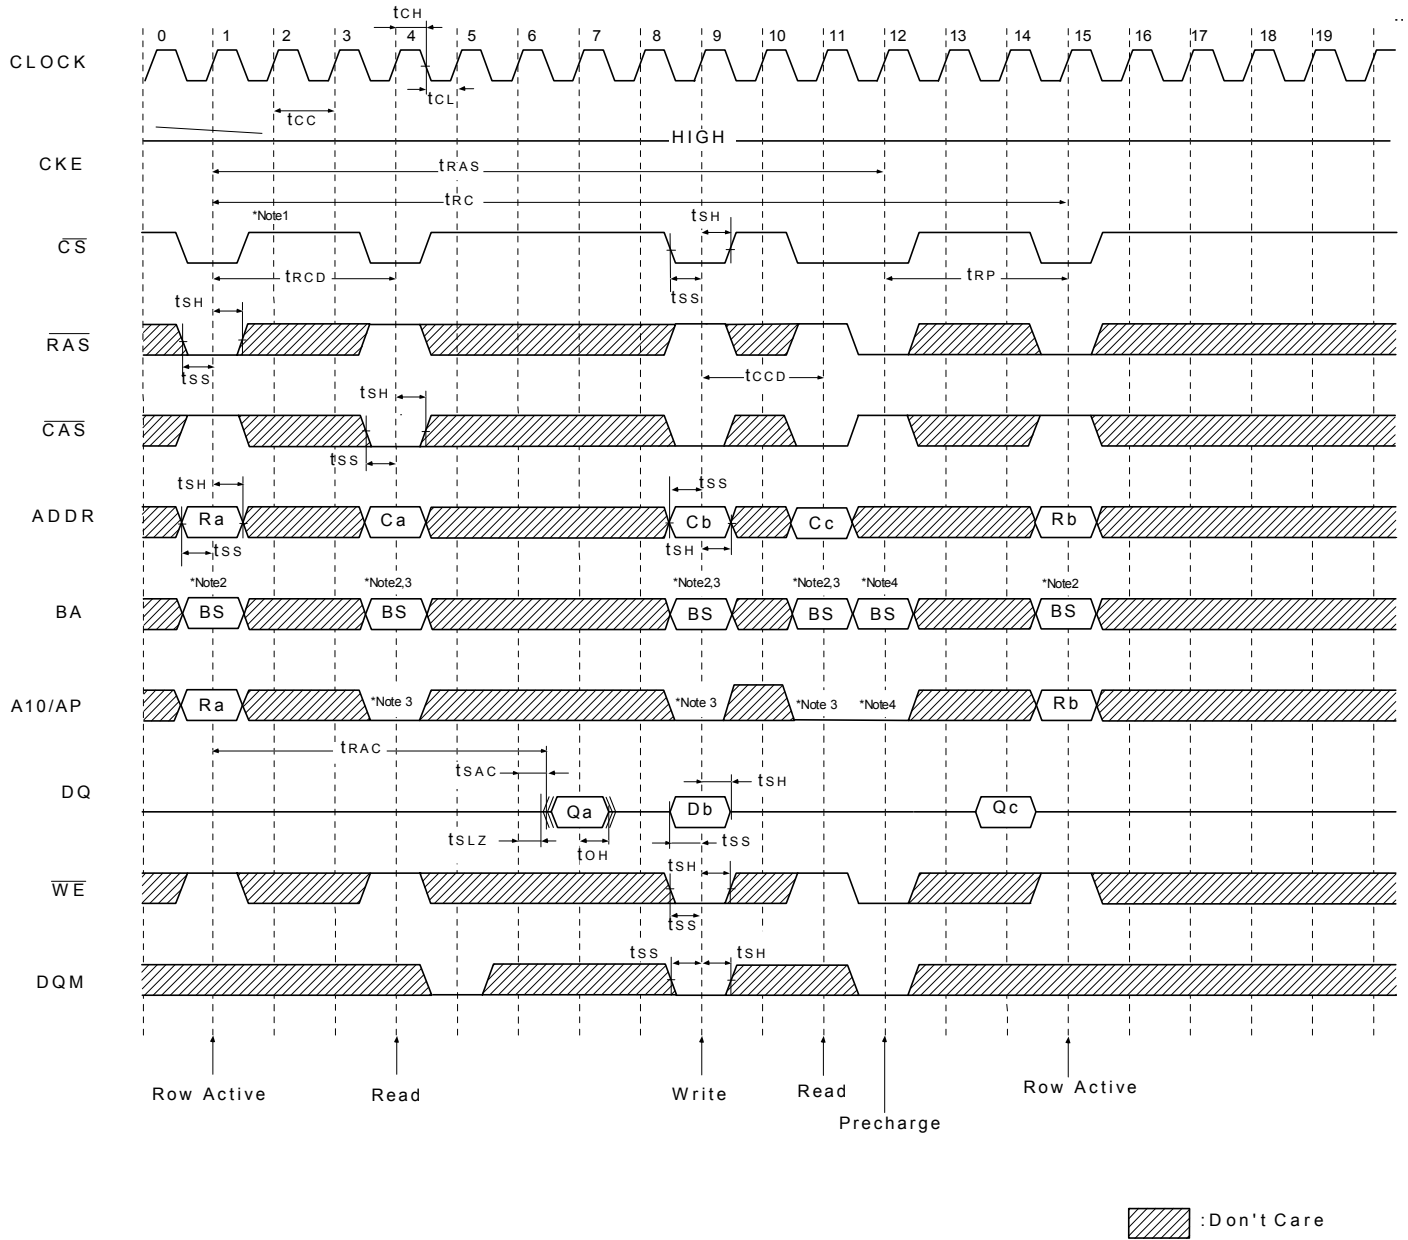 ..
tCH
0 1 2 3 4 5 6 7 8 9 10 11 12 13 14 15 16 17 18 19
CLOCK
tCL
tCC
HIGH
CKE
tRAS
tRC
*Note1
tSH
CS
tRCD
tRP
tSS
tSH
RAS
tSS
tCCD
tSH
CAS
tSS
tSH
tSS
ADDR
Ra Ca Cb Cc Rb
tSS
tSH
*Note2 *Note2,3 *Note2,3 *Note2,3 *Note4 *Note2
BA
BS BS BS BS BS BS
A10/AP
Ra *Note 3 *Note 3 *Note 3 *Note4 Rb
tRAC
tSAC
tSH
DQ
Qa Db Qc
tSLZ
tOH
tSS
tSH
WE
tSS
tSS
tSH
DQM
Row Active Read Write Read Row Active
Precharge
:Don't Care